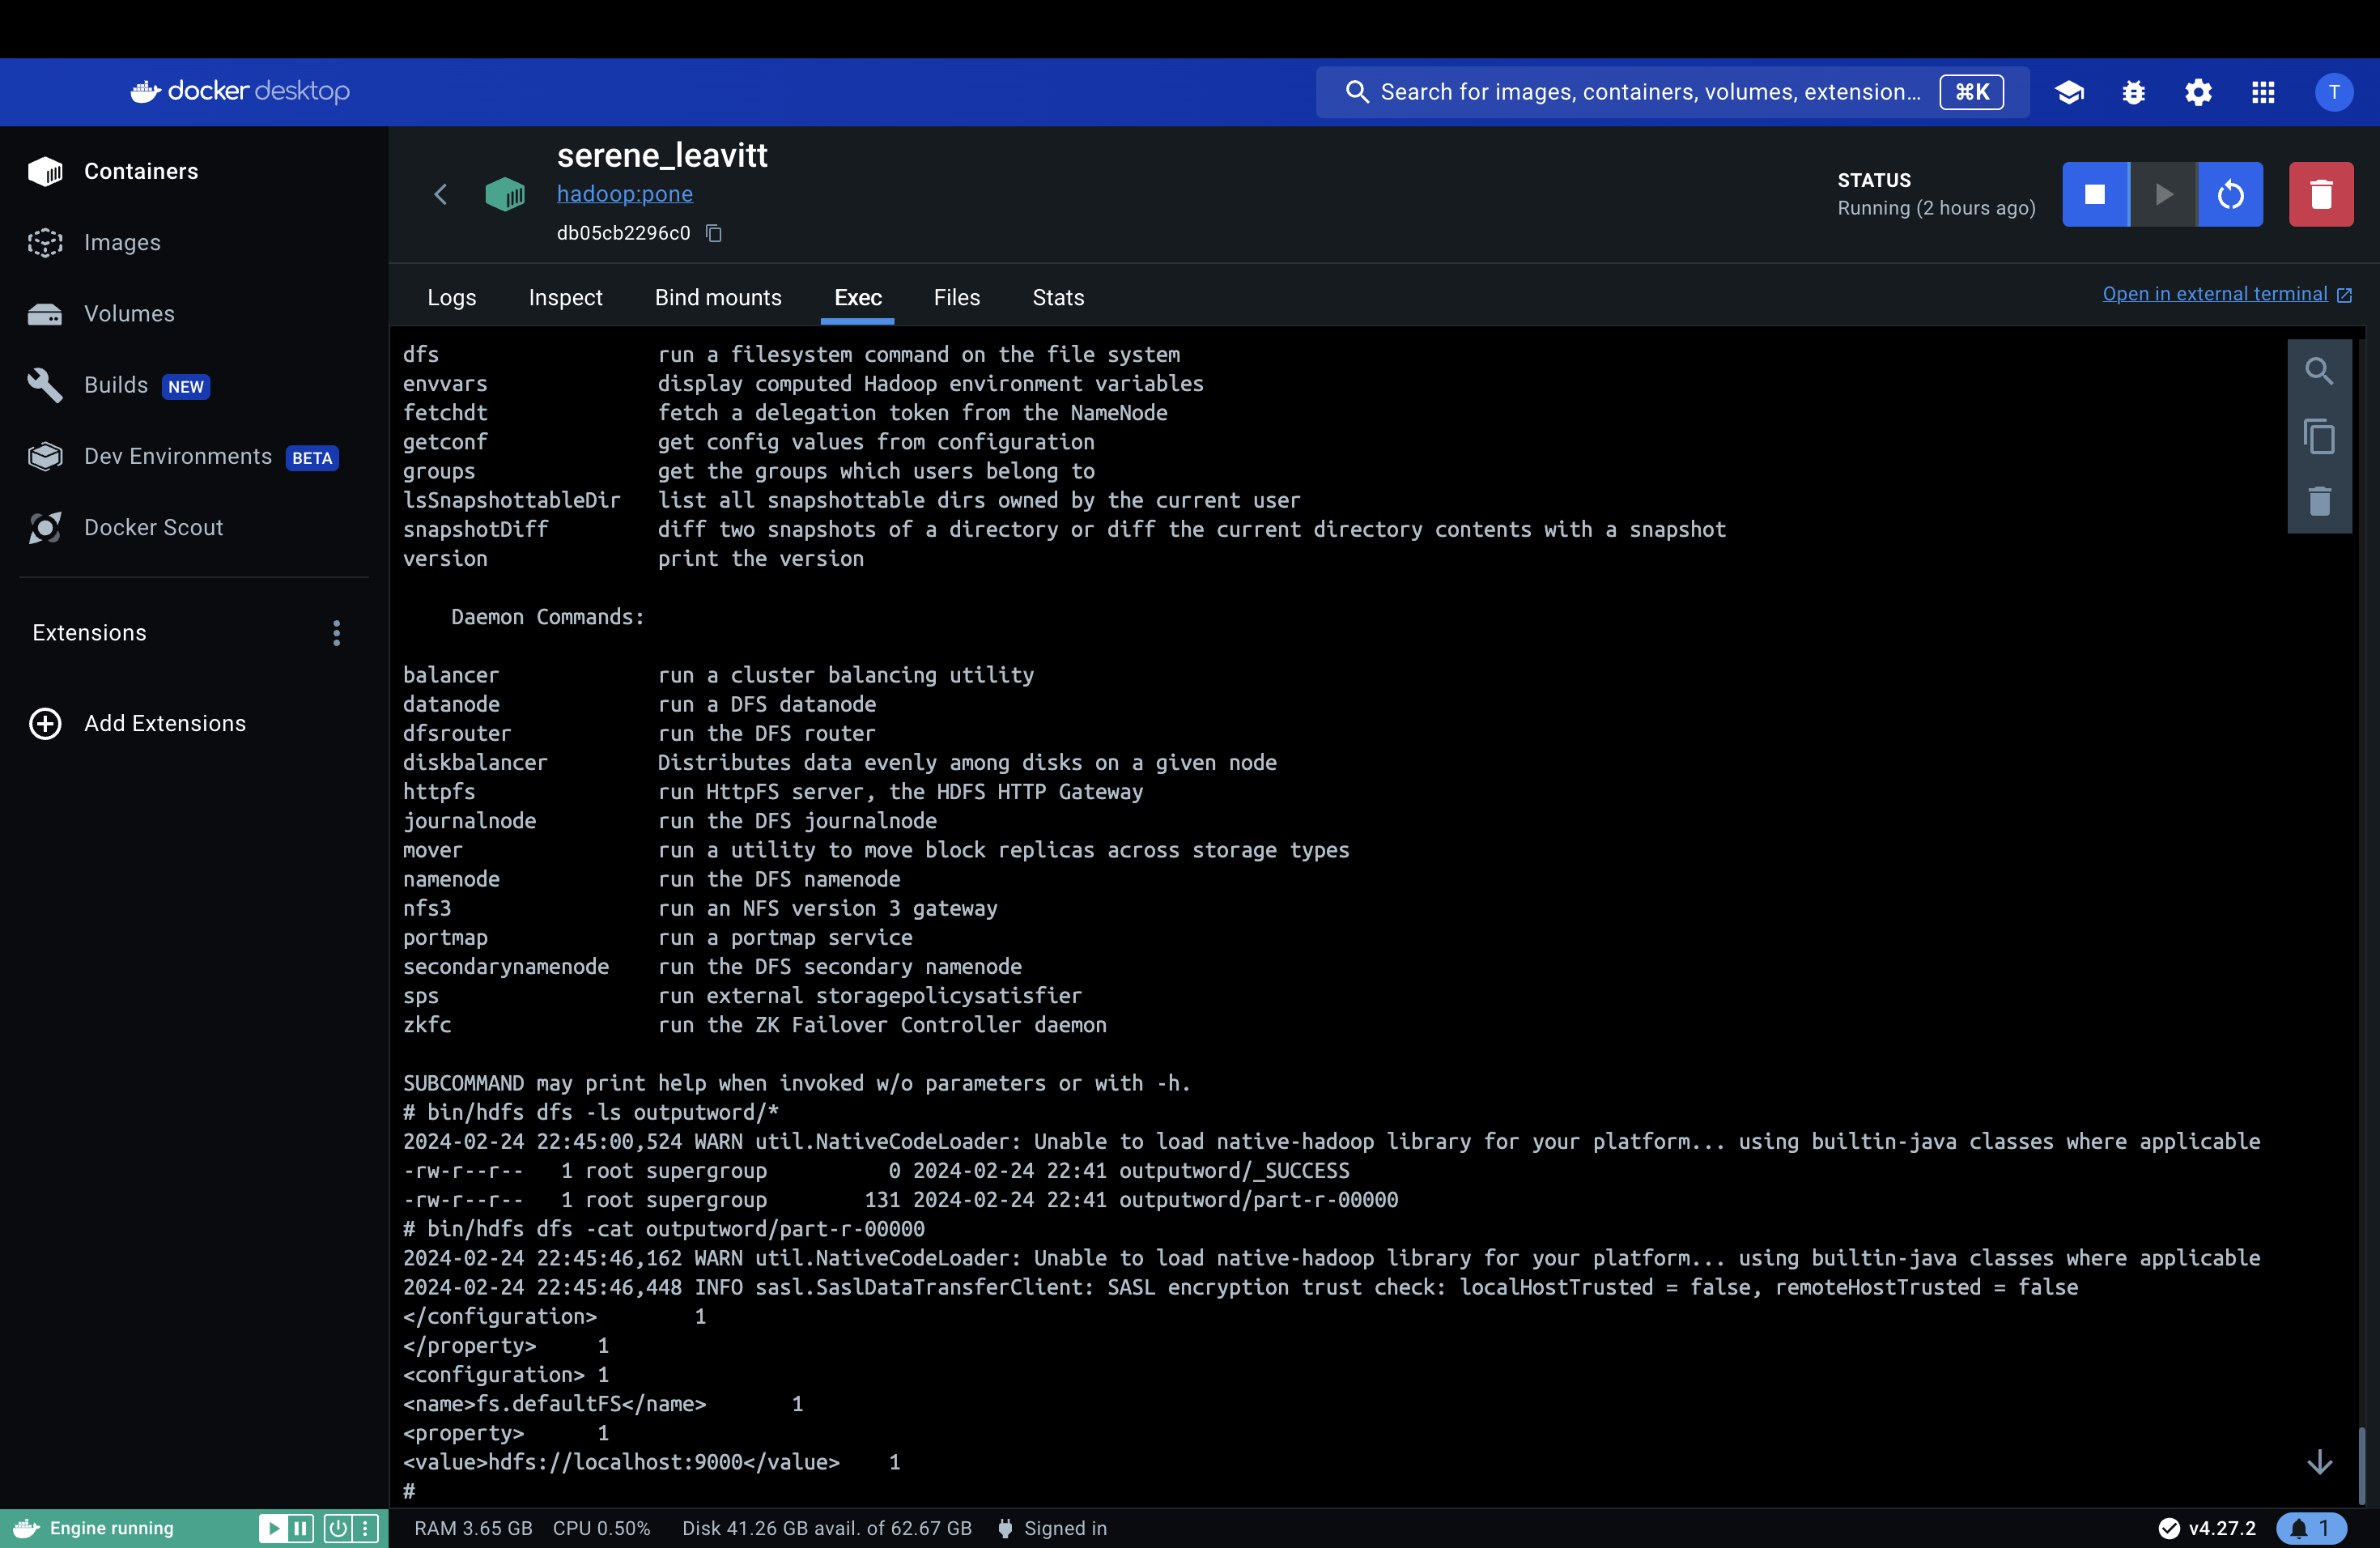 docker desktop
Search for images, containers, volumes, extension... ⌘K
T
Containers
Images
Volumes
Builds NEW
Dev Environments BETA
Docker Scout
Extensions
Add Extensions
serene_leavitt
hadoop:pone
db05cb2296c0
STATUS
Running (2 hours ago)
Logs Inspect Bind mounts Exec Files Stats
Open in external terminal
dfs                  run a filesystem command on the file system
envvars              display computed Hadoop environment variables
fetchdt              fetch a delegation token from the NameNode
getconf              get config values from configuration
groups               get the groups which users belong to
lsSnapshottableDir   list all snapshottable dirs owned by the current user
snapshotDiff         diff two snapshots of a directory or diff the current directory contents with a snapshot
version              print the version
    Daemon Commands:
balancer             run a cluster balancing utility
datanode             run a DFS datanode
dfsrouter            run the DFS router
diskbalancer         Distributes data evenly among disks on a given node
httpfs               run HttpFS server, the HDFS HTTP Gateway
journalnode          run the DFS journalnode
mover                run a utility to move block replicas across storage types
namenode             run the DFS namenode
nfs3                 run an NFS version 3 gateway
portmap              run a portmap service
secondarynamenode    run the DFS secondary namenode
sps                  run external storagepolicysatisfier
zkfc                 run the ZK Failover Controller daemon
SUBCOMMAND may print help when invoked w/o parameters or with -h.
# bin/hdfs dfs -ls outputword/*
2024-02-24 22:45:00,524 WARN util.NativeCodeLoader: Unable to load native-hadoop library for your platform... using builtin-java classes where applicable
-rw-r--r--   1 root supergroup          0 2024-02-24 22:41 outputword/_SUCCESS
-rw-r--r--   1 root supergroup        131 2024-02-24 22:41 outputword/part-r-00000
# bin/hdfs dfs -cat outputword/part-r-00000
2024-02-24 22:45:46,162 WARN util.NativeCodeLoader: Unable to load native-hadoop library for your platform... using builtin-java classes where applicable
2024-02-24 22:45:46,448 INFO sasl.SaslDataTransferClient: SASL encryption trust check: localHostTrusted = false, remoteHostTrusted = false
</configuration>        1
</property>     1
<configuration> 1
<name>fs.defaultFS</name>       1
<property>      1
<value>hdfs://localhost:9000</value>    1
#
Engine running
RAM 3.65 GB CPU 0.50% Disk 41.26 GB avail. of 62.67 GB Signed in
v4.27.2 1